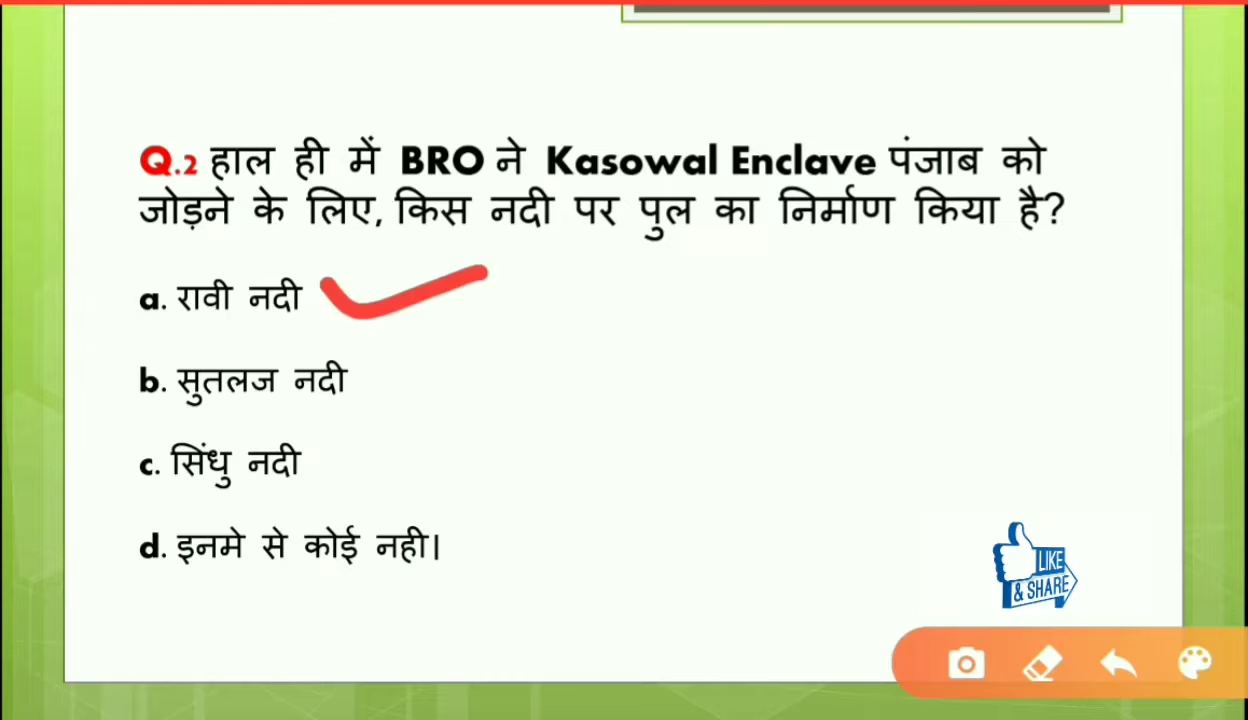 Q.2 हाल ही में BRO ने Kasowal Enclave पंजाब को
जोड़ने के लिए, किस नदी पर पुल का निर्माण किया है?
a. रावी नदी
b. सुतलज नदी
c. सिंधु नदी
d. इनमे से कोई नही।
LIKE
& SHARE